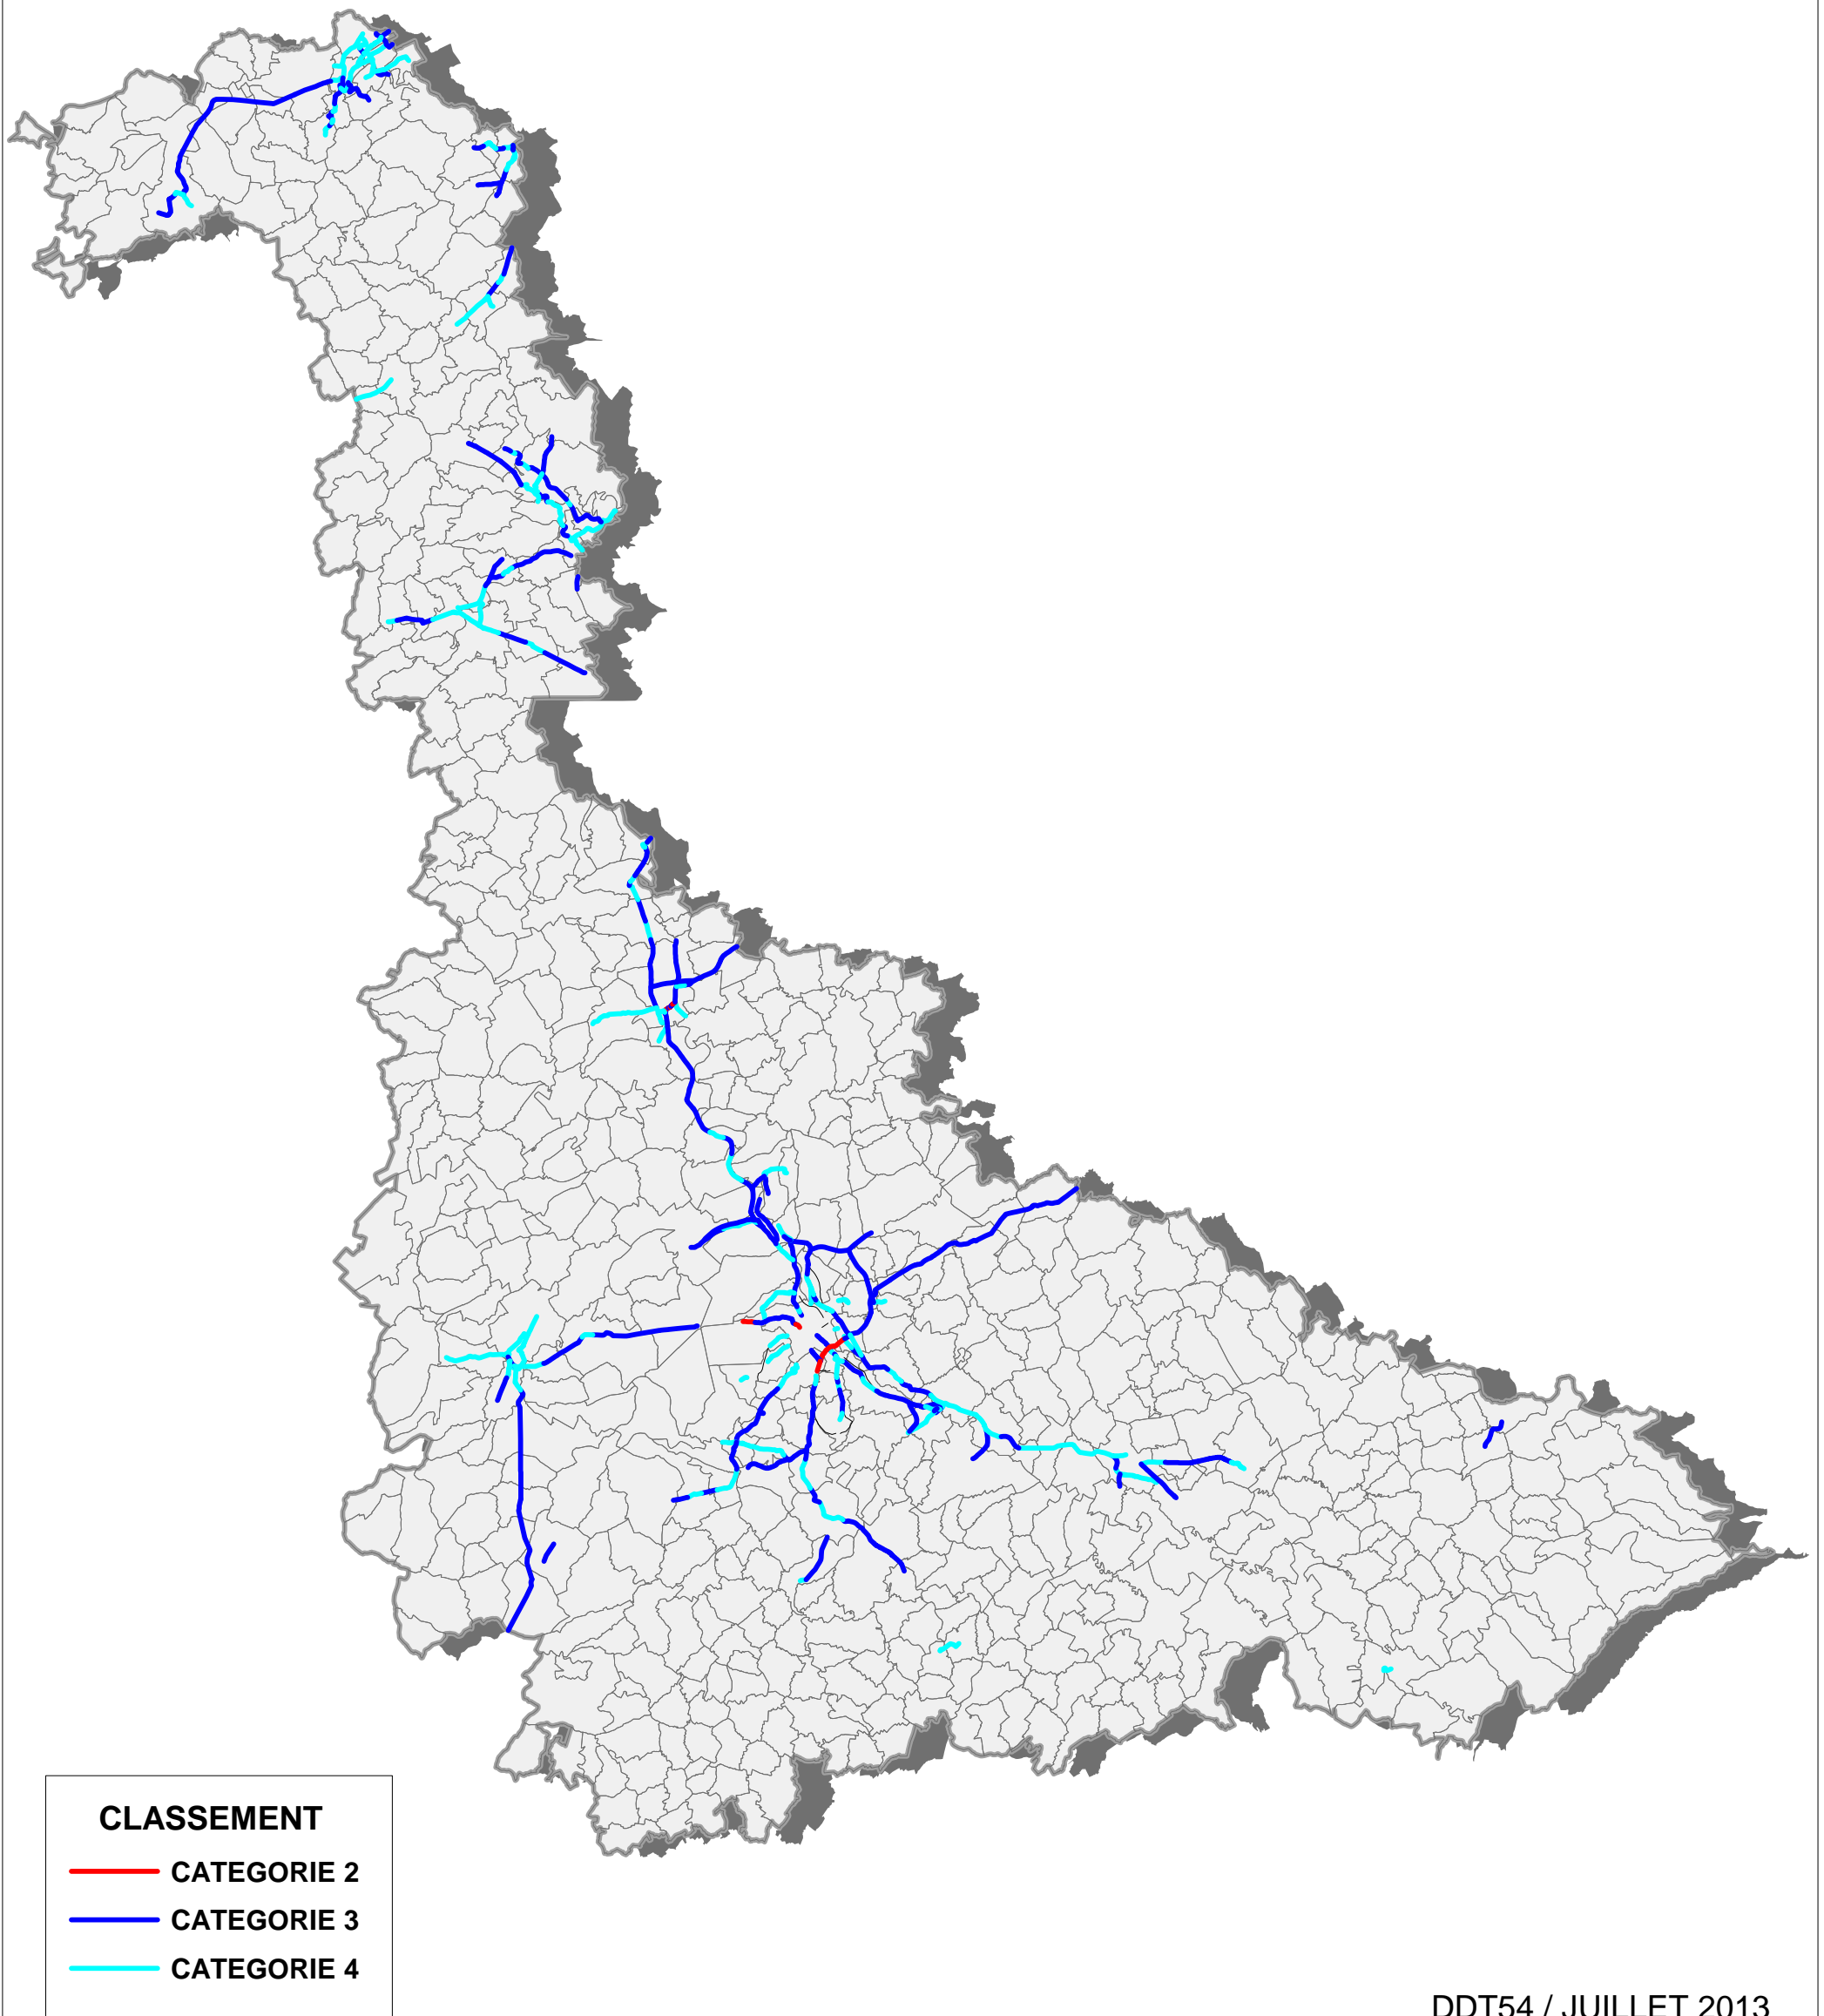 CLASSEMENT
CATEGORIE 2
CATEGORIE 3
CATEGORIE 4
DDT54 / JUILLET 2013